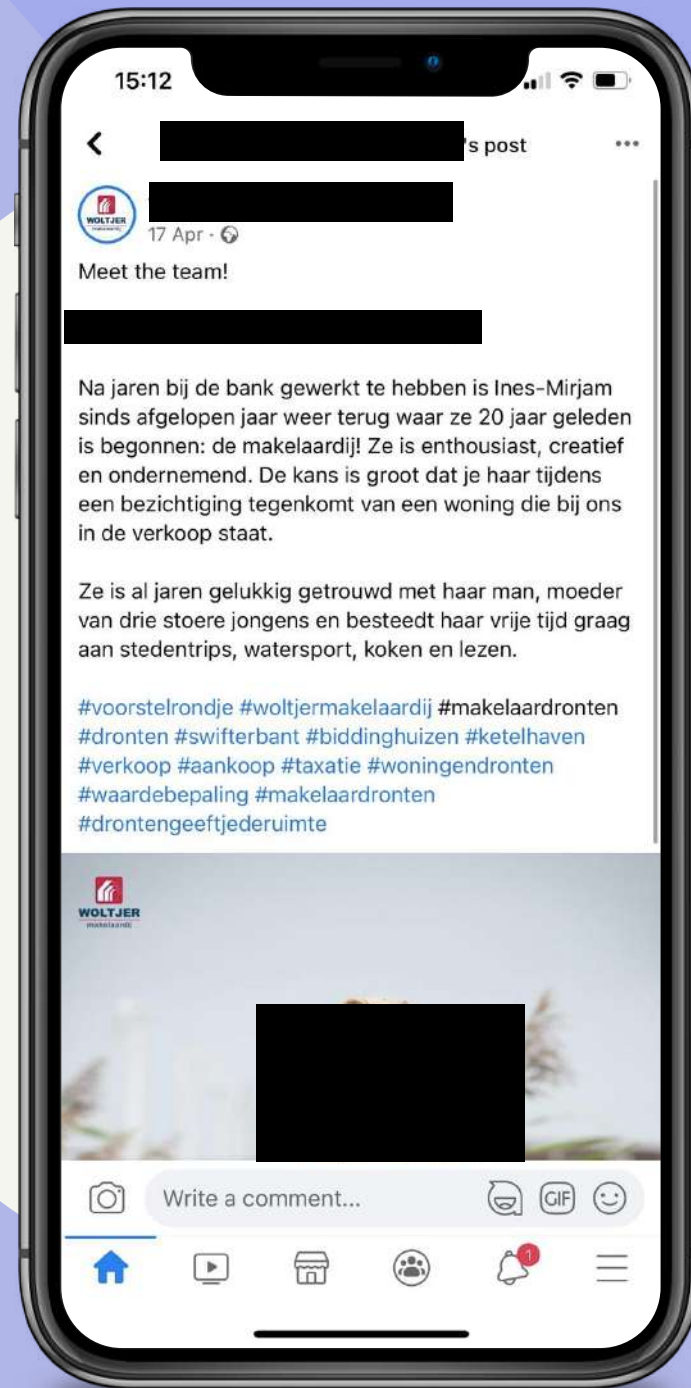 15:12
's post
WOLTJER
makelaardij
17 Apr
Meet the team!
Na jaren bij de bank gewerkt te hebben is Ines-Mirjam
sinds afgelopen jaar weer terug waar ze 20 jaar geleden
is begonnen: de makelaardij! Ze is enthousiast, creatief
en ondernemend. De kans is groot dat je haar tijdens
een bezichtiging tegenkomt van een woning die bij ons
in de verkoop staat.
Ze is al jaren gelukkig getrouwd met haar man, moeder
van drie stoere jongens en besteedt haar vrije tijd graag
aan stedentrips, watersport, koken en lezen.
#voorstelrondje #woltjermakelaardij #makelaardronten
#dronten #swifterbant #biddinghuizen #ketelhaven
#verkoop #aankoop #taxatie #woningendronten
#waardebepaling #makelaardronten
#drontengeeftjederuimte
WOLTJER
makelaardij
Write a comment...
GIF
1